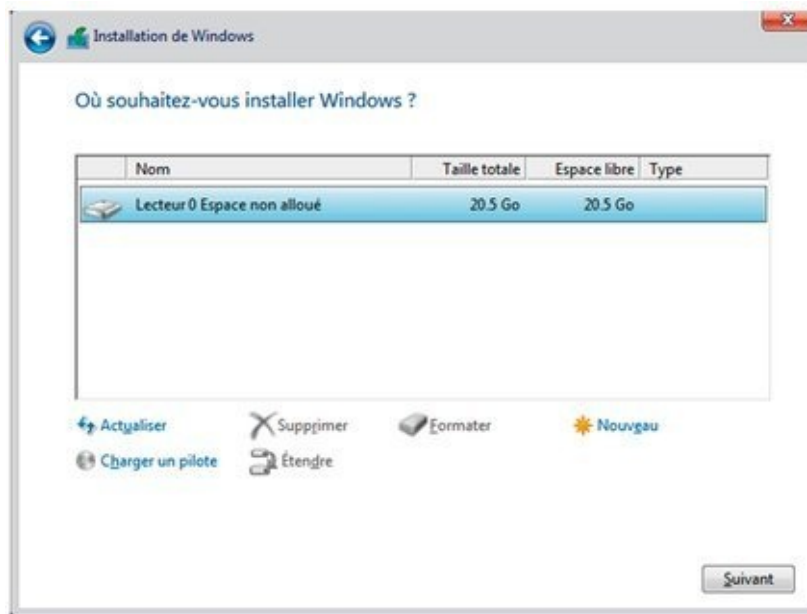 Installation de Windows
Où souhaitez-vous installer Windows ?
Nom Taille totale Espace libre Type
Lecteur 0 Espace non alloué 20.5 Go 20.5 Go
Actualiser Supprimer Formater Nouveau
Charger un pilote Étendre
Suivant